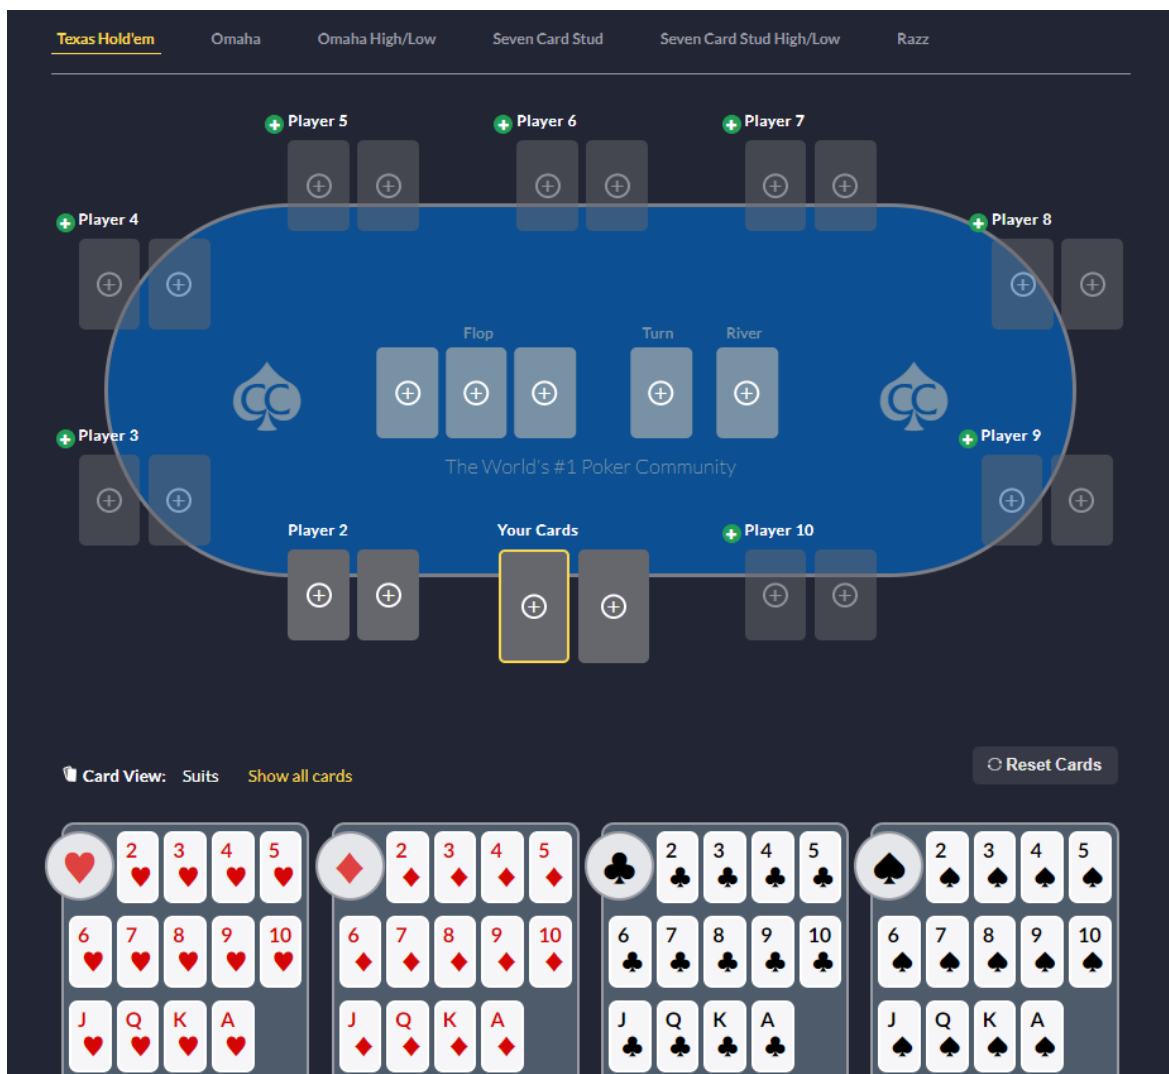 Texas Hold'em Omaha Omaha High/Low Seven Card Stud Seven Card Stud High/Low Razz
Player 5 Player 6 Player 7
Player 4 Player 8
Flop Turn River
CC CC
Player 3 Player 9
The World's #1 Poker Community
Player 2 Your Cards Player 10
Card View: Suits Show all cards Reset Cards
2 3 4 5 2 3 4 5 2 3 4 5 2 3 4 5
6 7 8 9 10 6 7 8 9 10 6 7 8 9 10 6 7 8 9 10
J Q K A J Q K A J Q K A J Q K A